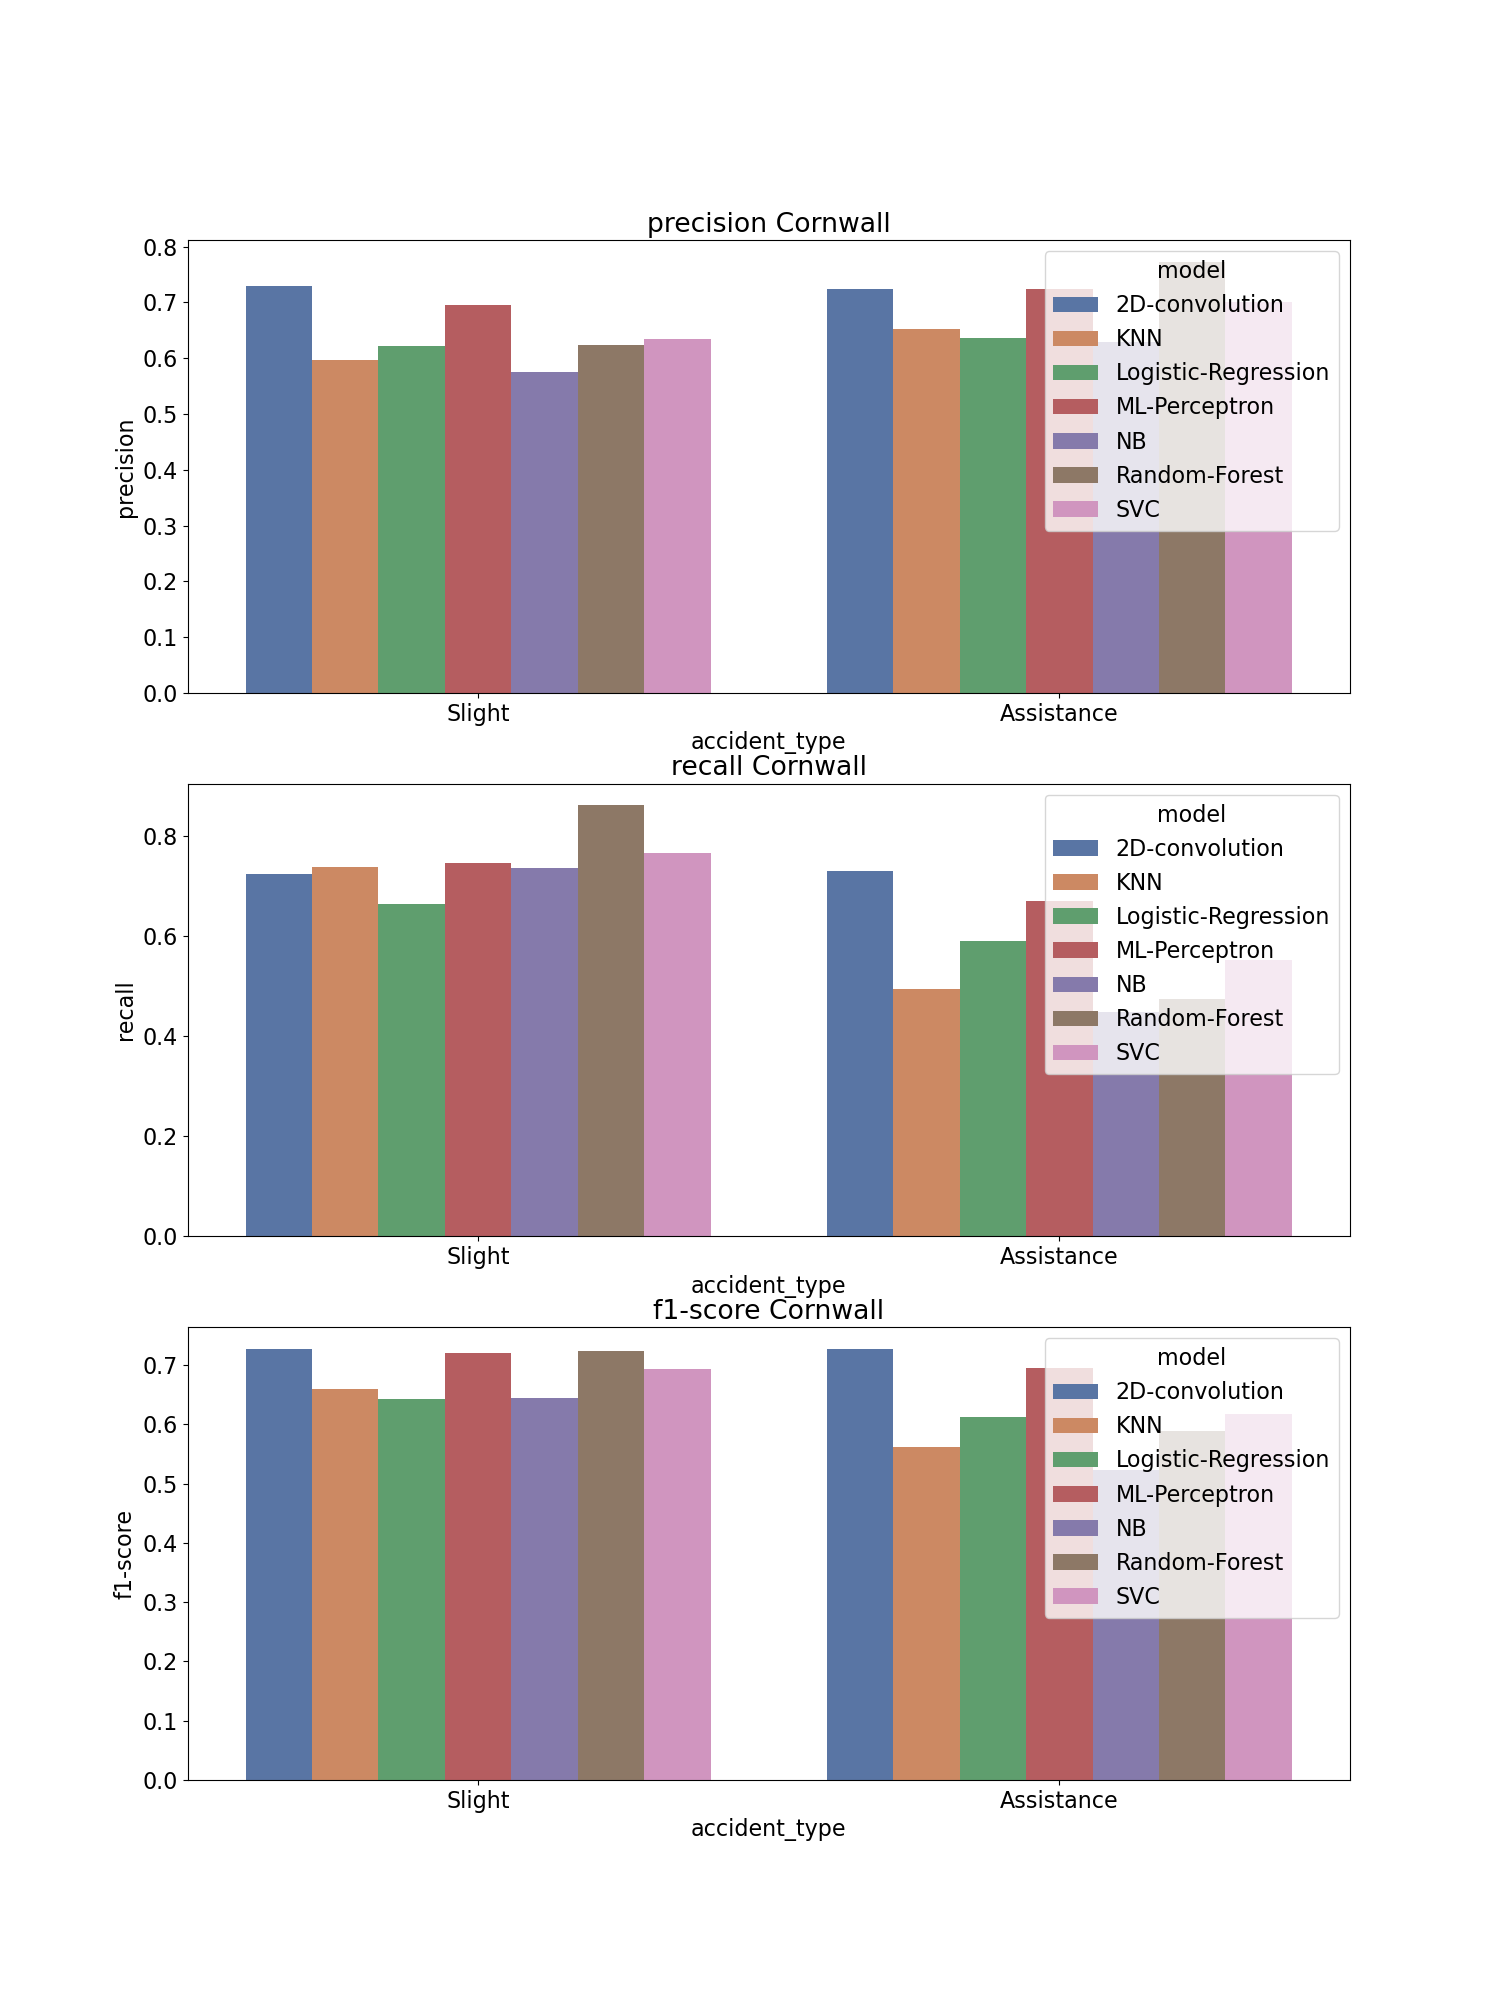 precision Cornwall
0.8
0.7
0.6
0.5
0.4
0.3
0.2
0.1
0.0
precision
model
2D-convolution
KNN
Logistic-Regression
ML-Perceptron
NB
Random-Forest
SVC
Slight
Assistance
accident_type
recall Cornwall
0.8
0.6
0.4
0.2
0.0
recall
model
2D-convolution
KNN
Logistic-Regression
ML-Perceptron
NB
Random-Forest
SVC
Slight
Assistance
accident_type
f1-score Cornwall
0.7
0.6
0.5
0.4
0.3
0.2
0.1
0.0
f1-score
model
2D-convolution
KNN
Logistic-Regression
ML-Perceptron
NB
Random-Forest
SVC
Slight
Assistance
accident_type